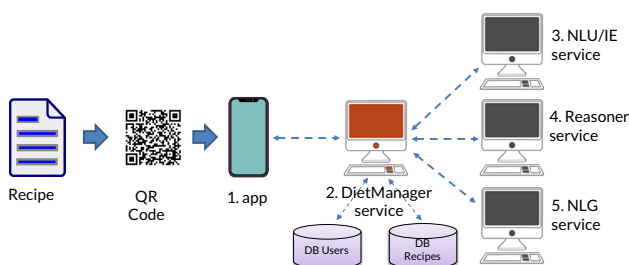 Recipe
QR
Code
1. app
2. DietManager
service
DB Users
DB
Recipes
3. NLU/IE
service
4. Reasoner
service
5. NLG
service